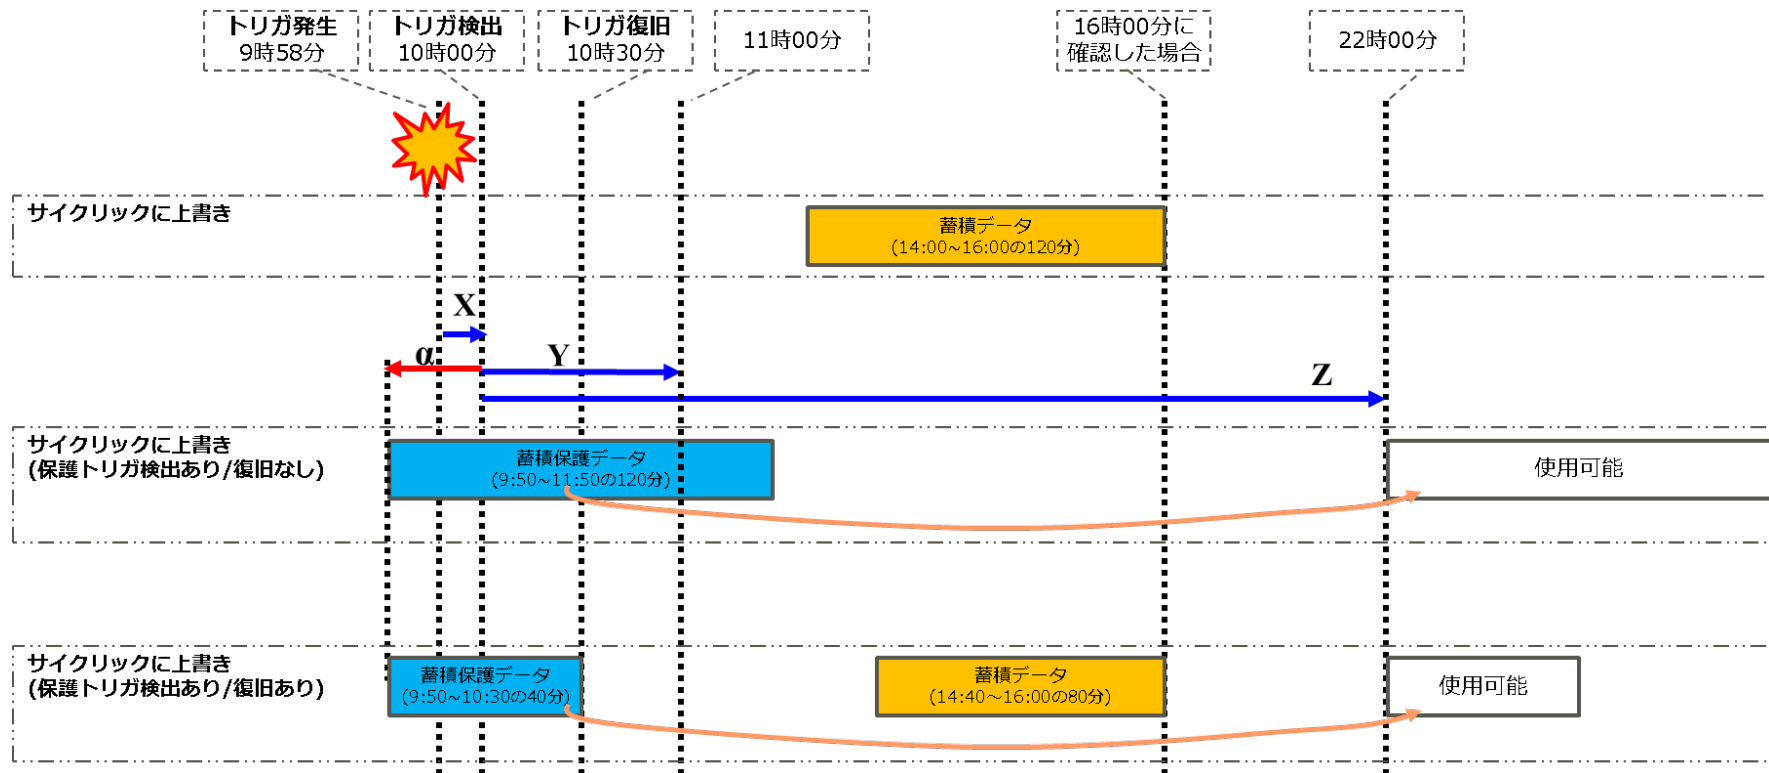 トリガ発生
9時58分
トリガ検出
10時00分
トリガ復旧
10時30分
11時00分
16時00分に
確認した場合
22時00分
サイクリックに上書き
蓄積データ
(14:00~16:00の120分)
X
α
Y
Z
サイクリックに上書き
(保護トリガ検出あり/復旧なし)
蓄積保護データ
(9:50~11:50の120分)
使用可能
サイクリックに上書き
(保護トリガ検出あり/復旧あり)
蓄積保護データ
(9:50~10:30の40分)
蓄積データ
(14:40～16:00の80分)
使用可能